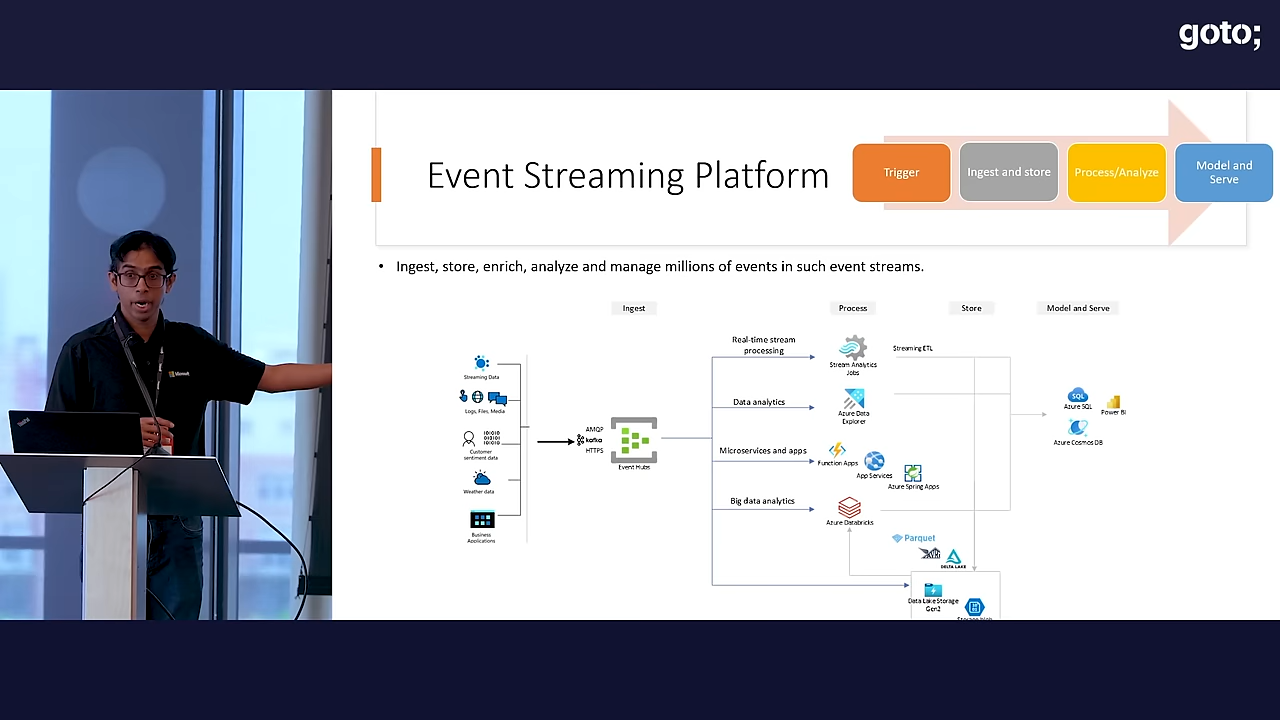 goto;
Event Streaming Platform
Trigger
Ingest and store
Process/Analyze
Model and
Serve
• Ingest, store, enrich, analyze and manage millions of events in such event streams.
Ingest
Process
Store
Model and Serve
Streaming Data
Logs, Files, Media
Customer
sentiment data
Weather data
Business
Applications
AMQP
kafka
HTTPS
Event Hubs
Real-time stream
processing
Data analytics
Microservices and apps
Big data analytics
Stream Analytics
Jobs
Streaming ETL
Azure Data
Explorer
Function Apps
App Services
Azure Spring Apps
Azure Databricks
Parquet
DELTA LAKE
Data Lake Storage
Gen2
SQL
Azure SQL
Power BI
Azure Cosmos DB
Microsoft